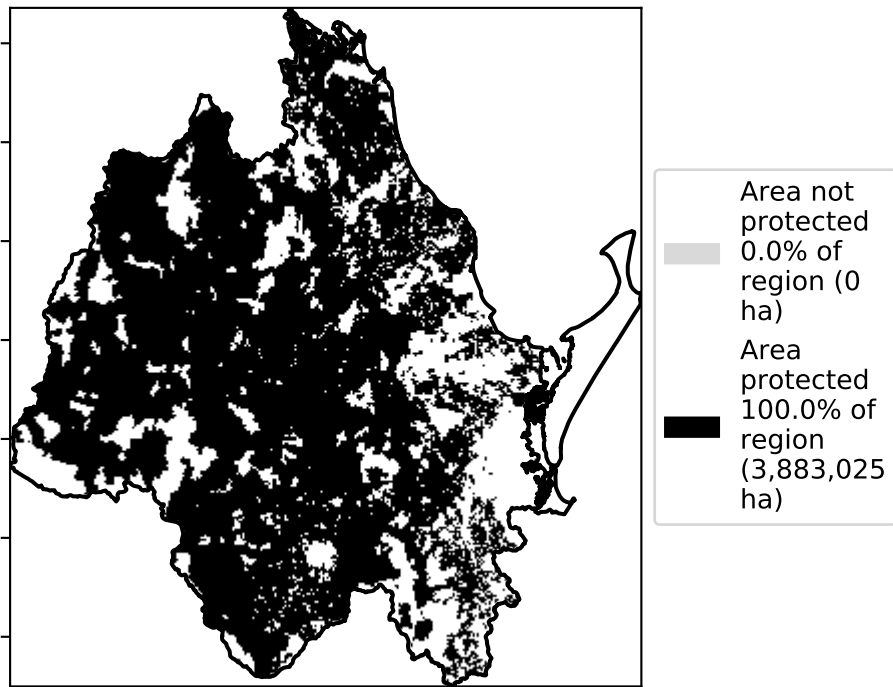 Area not
protected
0.0% of
region (0
ha)
Area
protected
100.0% of
region
(3,883,025
ha)